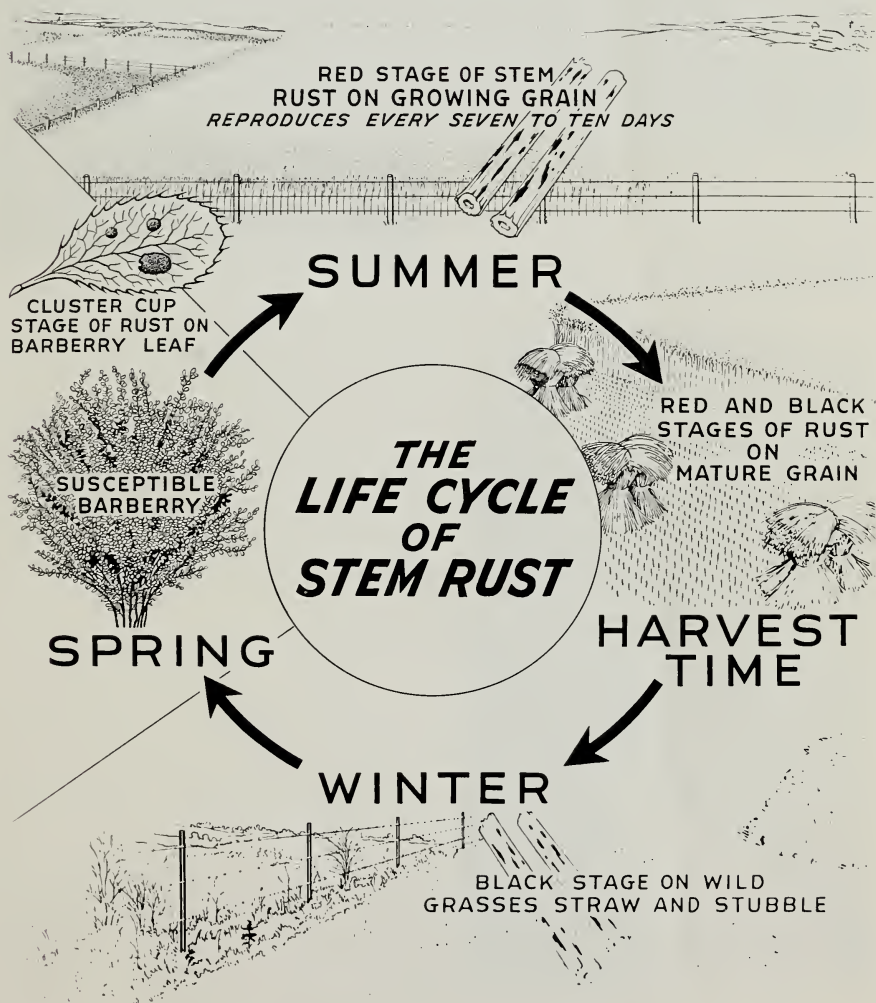 RED STAGE OF STEM
RUST ON GROWING GRAIN
REPRODUCES EVERY SEVEN TO TEN DAYS
SUMMER
CLUSTER CUP
STAGE OF RUST ON
BARBERRY LEAF
RED AND BLACK
STAGES OF RUST
ON
MATURE GRAIN
THE
LIFE CYCLE
OF
STEM RUST
SUSCEPTIBLE
BARBERRY
HARVEST
TIME
SPRING
WINTER
BLACK STAGE ON WILD
GRASSES STRAW AND STUBBLE